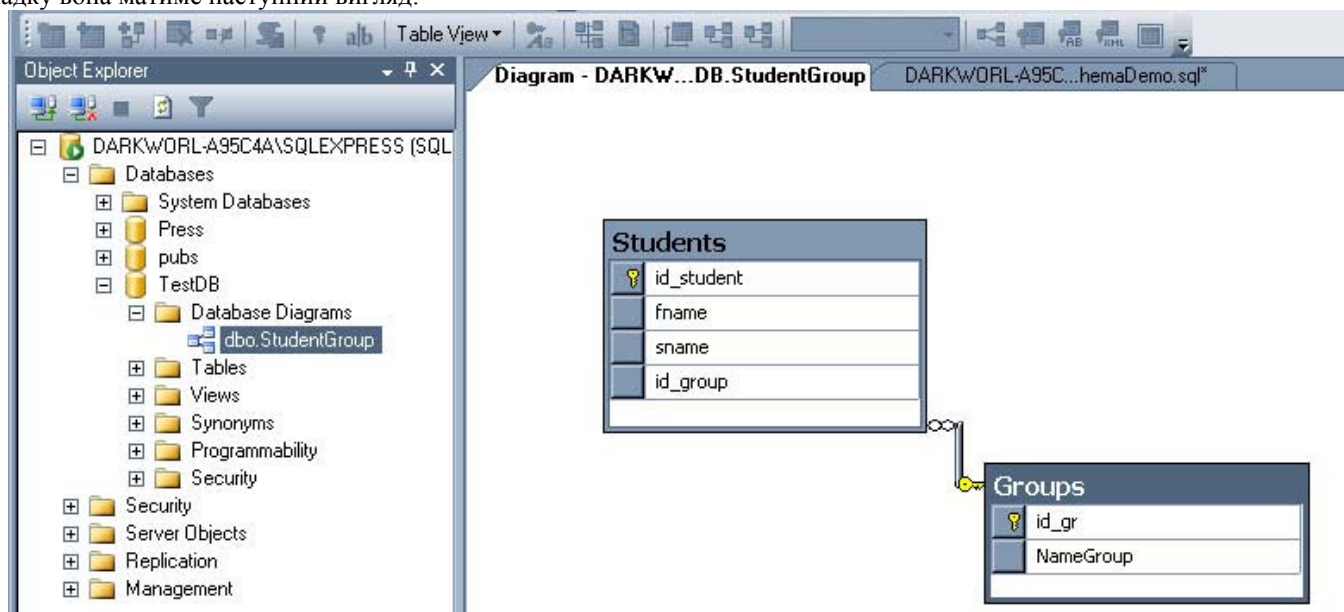 адку вона матиме наступний вигляд:
ab Table View
Object Explorer
Diagram - DARKW...DB.StudentGroup DARKWORL-A95C...hemaDemo.sql*
DARKWORL-A95C4A\SQLEXPRESS (SQL
Databases
System Databases
Press
pubs
TestDB
Database Diagrams
dbo.StudentGroup
Tables
Views
Synonyms
Programmability
Security
Security
Server Objects
Replication
Management
Students
id_student
fname
sname
id_group
Groups
id_gr
NameGroup